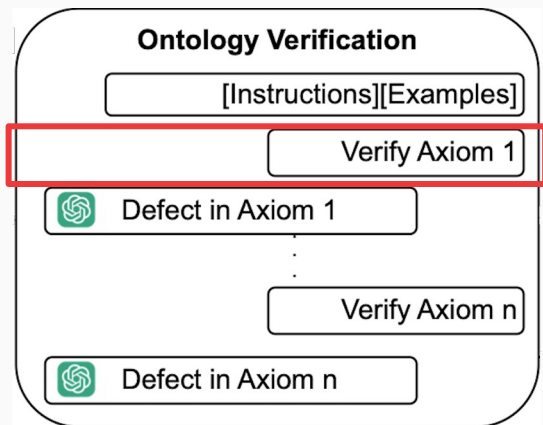 Ontology Verification
[Instructions][Examples]
Verify Axiom 1
Defect in Axiom 1
Verify Axiom n
Defect in Axiom n